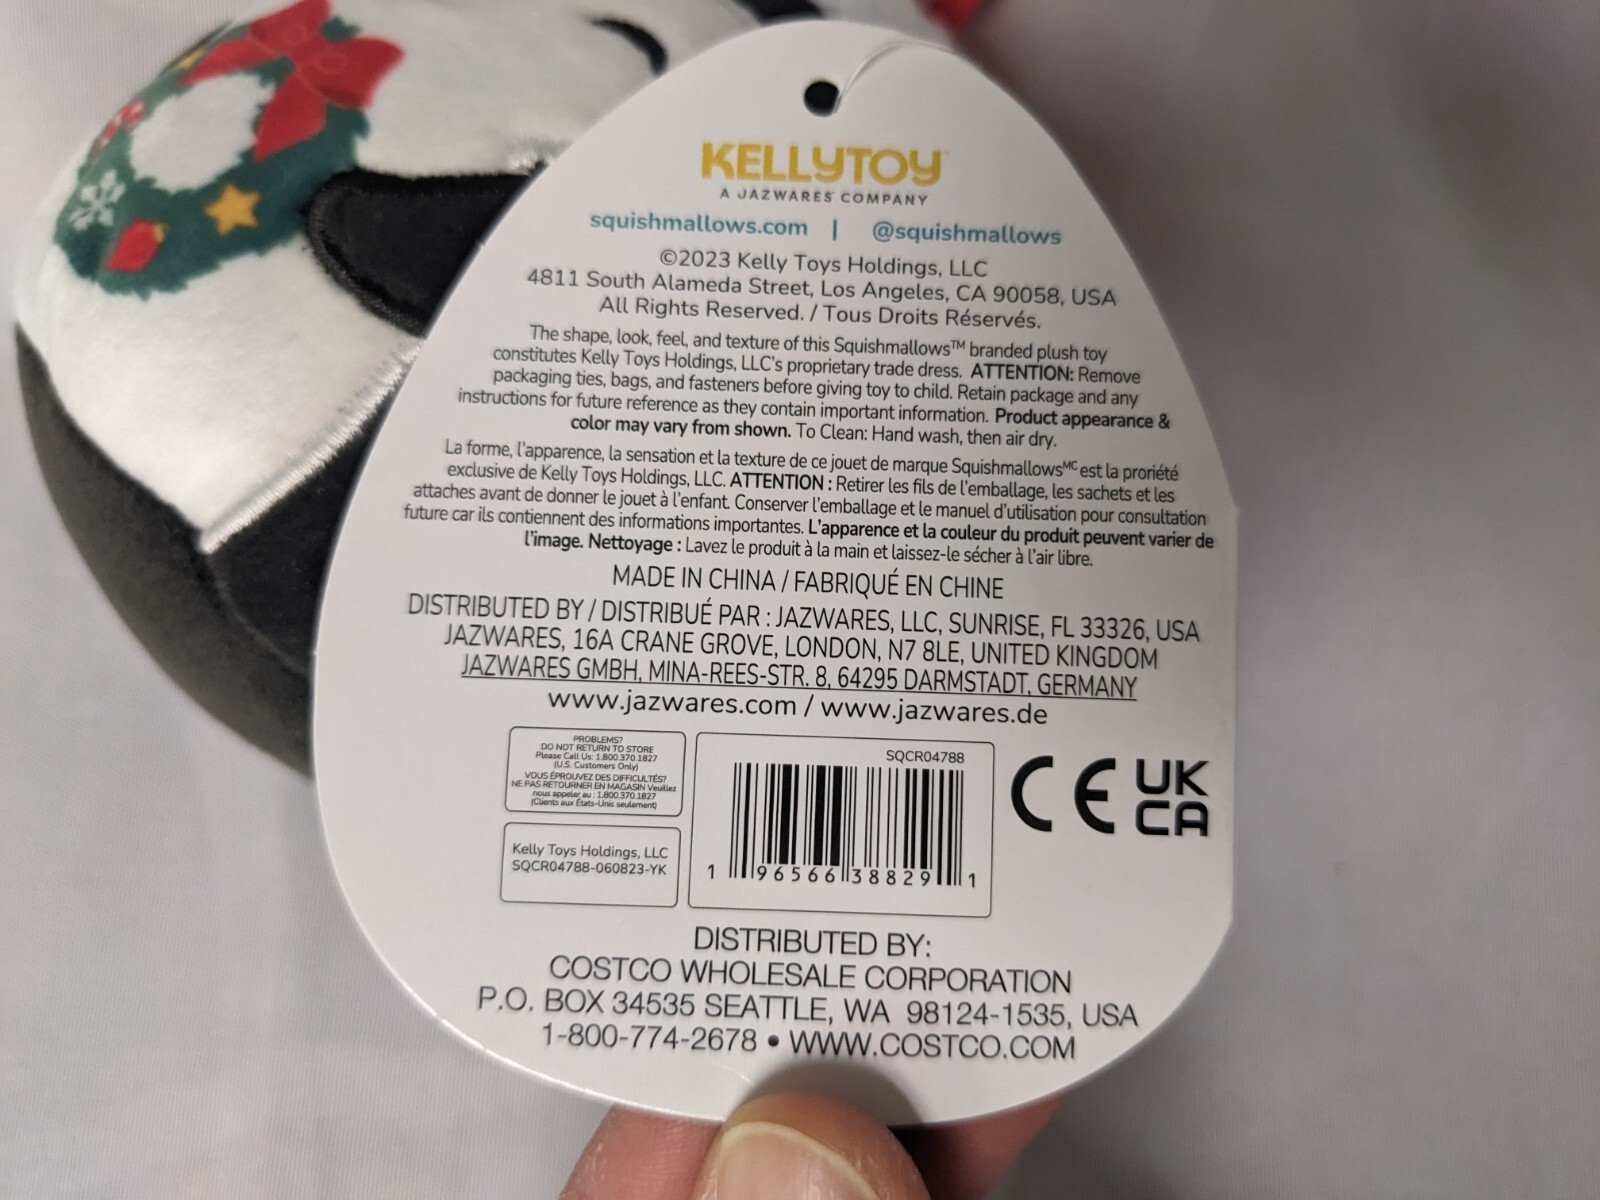 KELLYTOY
A JAZWARES COMPANY
squishmallows.com | @squishmallows
©2023 Kelly Toys Holdings, LLC
4811 South Alameda Street, Los Angeles, CA 90058, USA
All Rights Reserved. / Tous Droits Réservés.
The shape, look, feel, and texture of this Squishmallows™ branded plush toy
constitutes Kelly Toys Holdings, LLC's proprietary trade dress. ATTENTION: Remove
packaging ties, bags, and fasteners before giving toy to child. Retain package and any
instructions for future reference as they contain important information. Product appearance &
color may vary from shown. To Clean: Hand wash, then air dry.
La forme, l'apparence, la sensation et la texture de ce jouet de marque Squishmallowsᴹᶜ est la proriété
exclusive de Kelly Toys Holdings, LLC. ATTENTION : Retirer les fils de l'emballage, les sachets et les
attaches avant de donner le jouet à l'enfant. Conserver l'emballage et le manuel d'utilisation pour consultation
future car ils contiennent des informations importantes. L'apparence et la couleur du produit peuvent varier de
l'image. Nettoyage : Lavez le produit à la main et laissez-le sécher à l'air libre.
MADE IN CHINA / FABRIQUÉ EN CHINE
DISTRIBUTED BY / DISTRIBUÉ PAR : JAZWARES, LLC, SUNRISE, FL 33326, USA
JAZWARES, 16A CRANE GROVE, LONDON, N7 8LE, UNITED KINGDOM
JAZWARES GMBH, MINA-REES-STR. 8, 64295 DARMSTADT, GERMANY
www.jazwares.com / www.jazwares.de
PROBLEMS?
DO NOT RETURN TO STORE
Please Call Us: 1.800.370.1827
(U.S. Customers Only)
VOUS ÉPROUVEZ DES DIFFICULTÉS?
NE PAS RETOURNER EN MAGASIN Veuillez
nous appeler au : 1.800.370.1827
(Clients aux États-Unis seulement)
Kelly Toys Holdings, LLC
SQCR04788-060823-YK
SQCR04788
1 96566 38829 1
CE UK
CA
DISTRIBUTED BY:
COSTCO WHOLESALE CORPORATION
P.O. BOX 34535 SEATTLE, WA 98124-1535, USA
1-800-774-2678 • WWW.COSTCO.COM